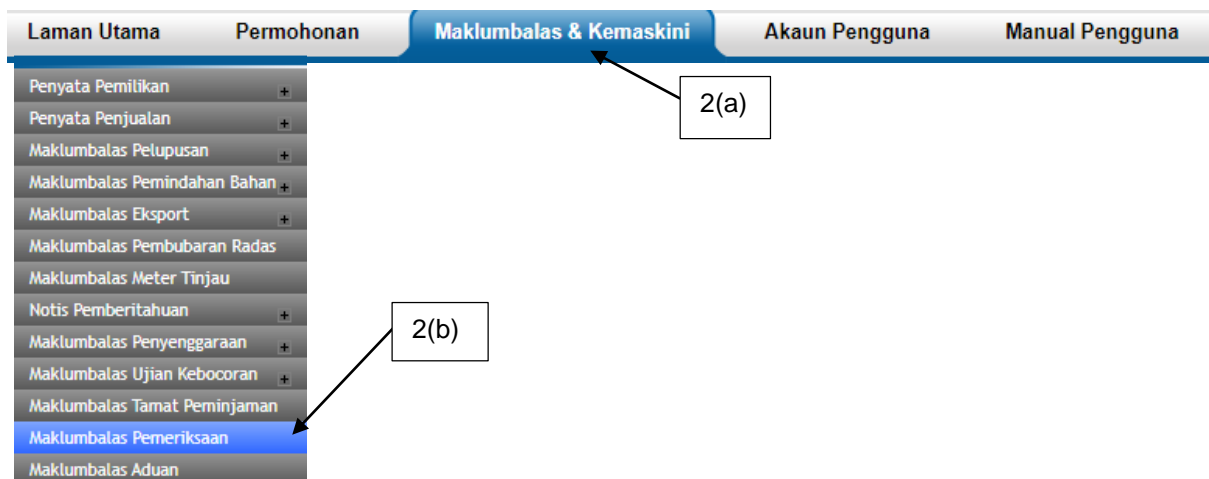 Laman Utama Permohonan Maklumbalas & Kemaskini Akaun Pengguna Manual Pengguna
2(a)
Penyata Pemilikan +
Penyata Penjualan +
Maklumbalas Pelupusan +
Maklumbalas Pemindahan Bahan +
Maklumbalas Eksport +
Maklumbalas Pembubaran Radas
Maklumbalas Meter Tinjau
Notis Pemberitahuan +
2(b)
Maklumbalas Penyenggaraan +
Maklumbalas Ujian Kebocoran +
Maklumbalas Tamat Peminjaman
Maklumbalas Pemeriksaan
Maklumbalas Aduan